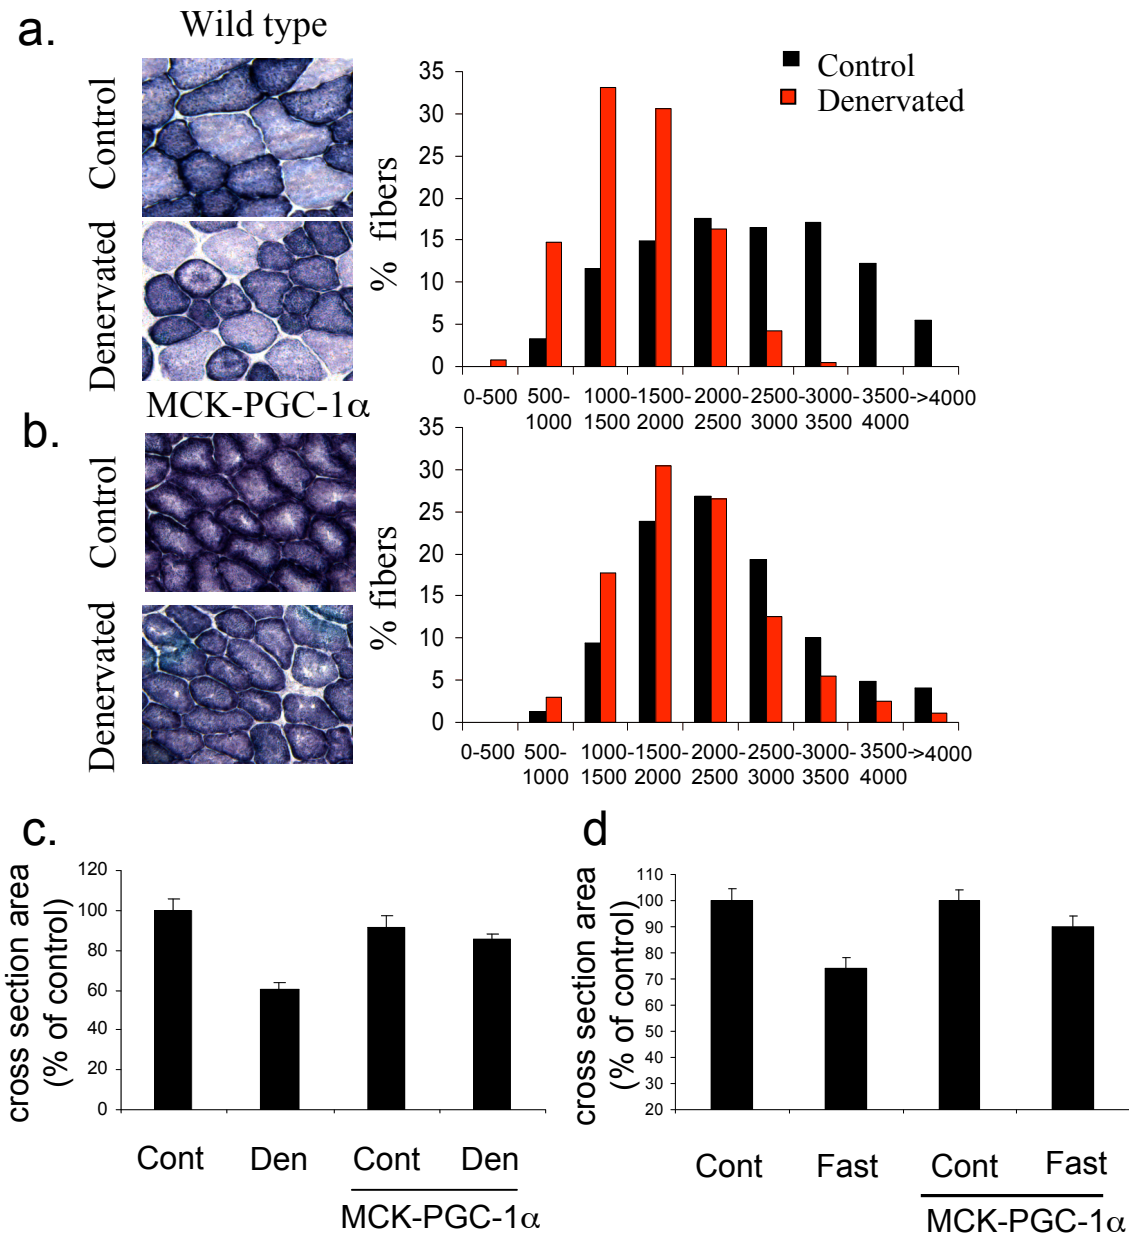 a.
Wild type
Control
Denervated
% fibers
35
30
25
20
15
10
5
0
Control
Denervated
0-500 500- 1000- 1500- 2000- 2500- 3000- 3500- >4000
1000 1500 2000 2500 3000 3500 4000
MCK-PGC-1α
b.
Control
Denervated
% fibers
35
30
25
20
15
10
5
0
0-500 500- 1000- 1500- 2000- 2500- 3000- 3500- >4000
1000 1500 2000 2500 3000 3500 4000
c.
cross section area
(% of control)
120
100
80
60
40
20
0
Cont Den Cont Den
MCK-PGC-1α
d
cross section area
(% of control)
110
100
90
80
70
60
50
40
30
20
Cont Fast Cont Fast
MCK-PGC-1α